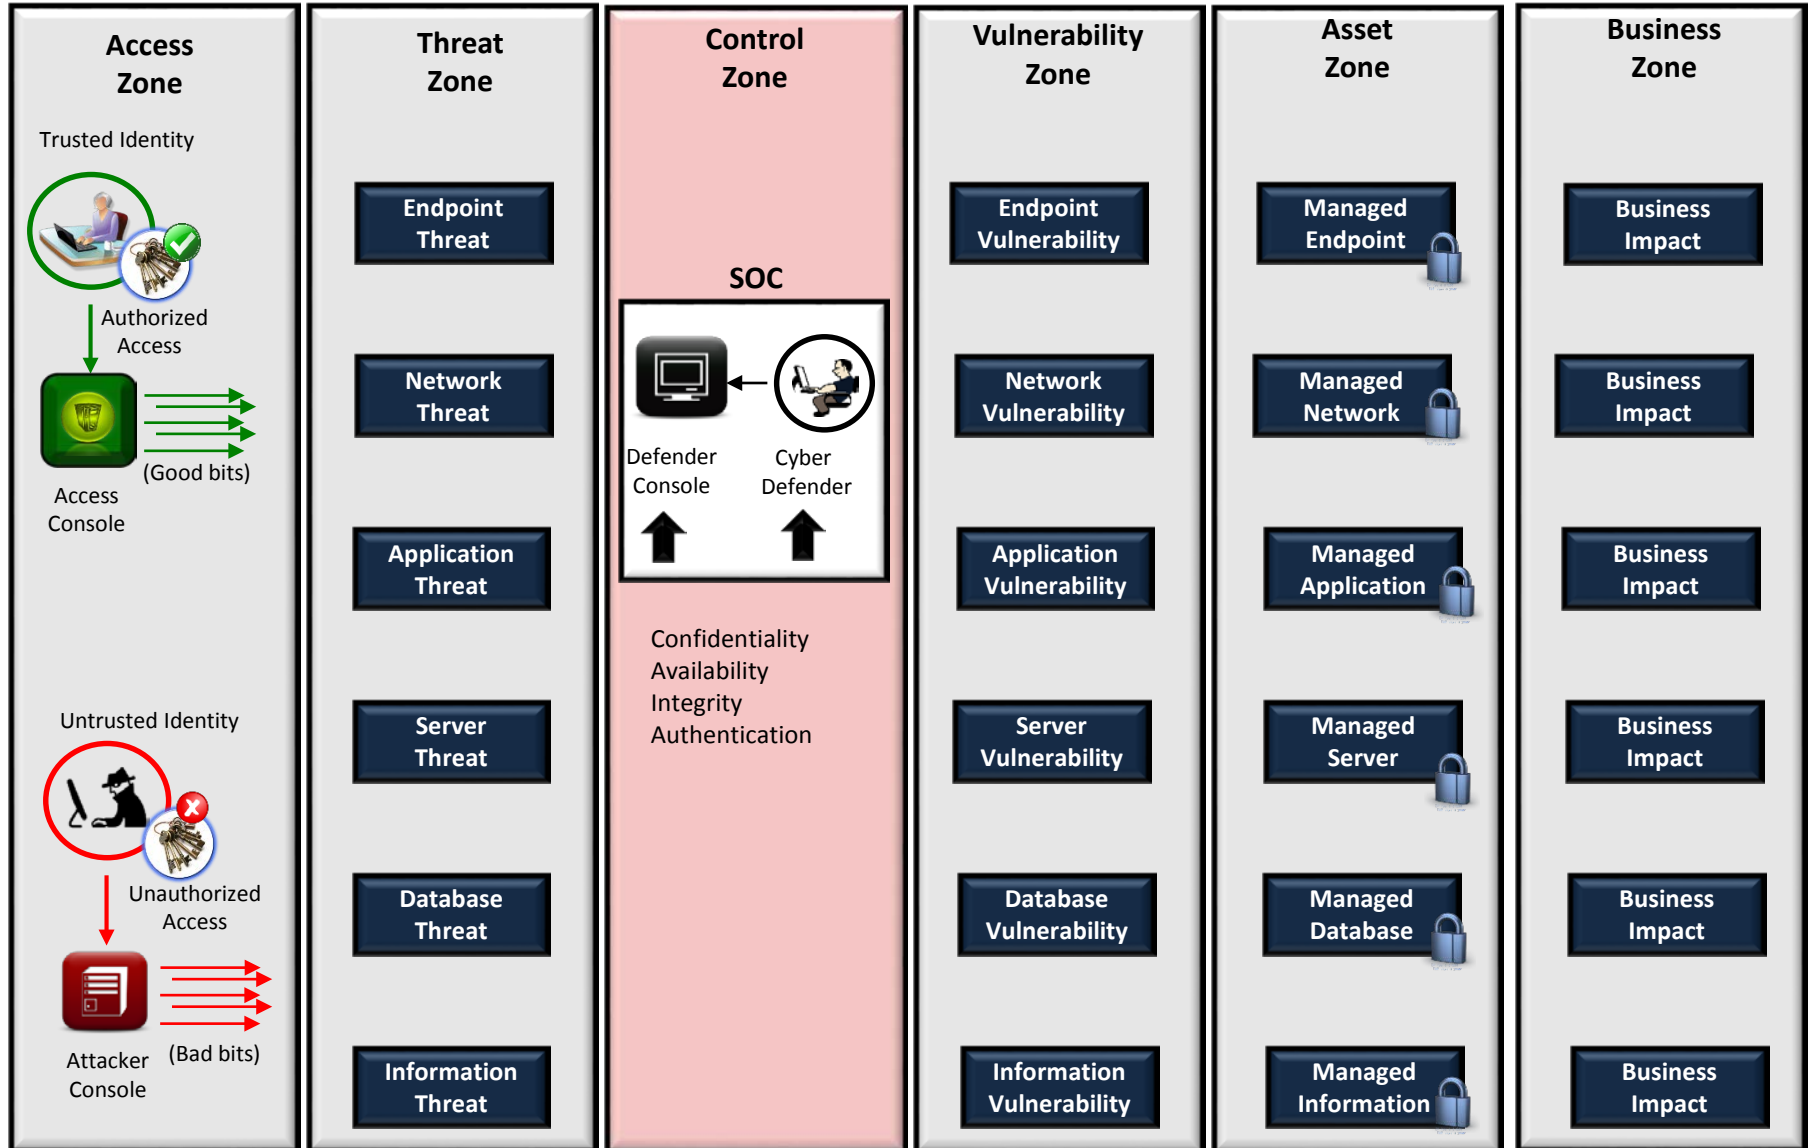 Access
Zone
Trusted Identity
Authorized
Access
(Good bits)
Access
Console
Untrusted Identity
Unauthorized
Access
(Bad bits)
Attacker
Console
Threat
Zone
Endpoint
Threat
Network
Threat
Application
Threat
Server
Threat
Database
Threat
Information
Threat
Control
Zone
SOC
Defender
Console
Cyber
Defender
Confidentiality
Availability
Integrity
Authentication
Vulnerability
Zone
Endpoint
Vulnerability
Network
Vulnerability
Application
Vulnerability
Server
Vulnerability
Database
Vulnerability
Information
Vulnerability
Asset
Zone
Managed
Endpoint
Managed
Network
Managed
Application
Managed
Server
Managed
Database
Managed
Information
Business
Zone
Business
Impact
Business
Impact
Business
Impact
Business
Impact
Business
Impact
Business
Impact